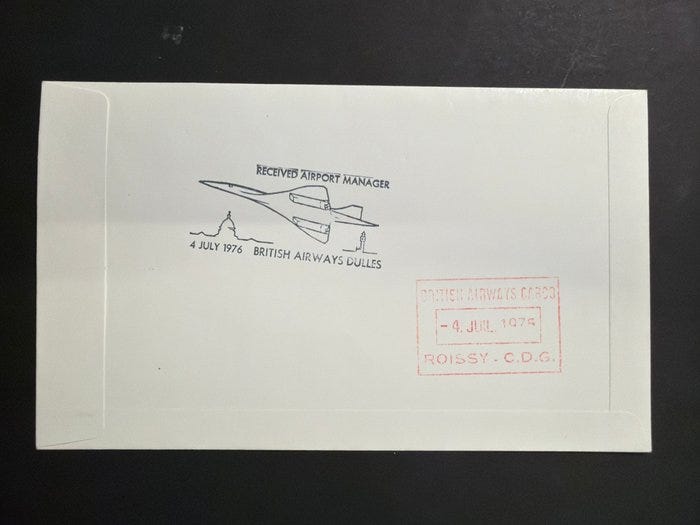 RECEIVED AIRPORT MANAGER
4 JULY 1976 BRITISH AIRWAYS DULLES
BRITISH AIRWAYS CARGO
- 4. JUIL. 1976
ROISSY - C.D.G.